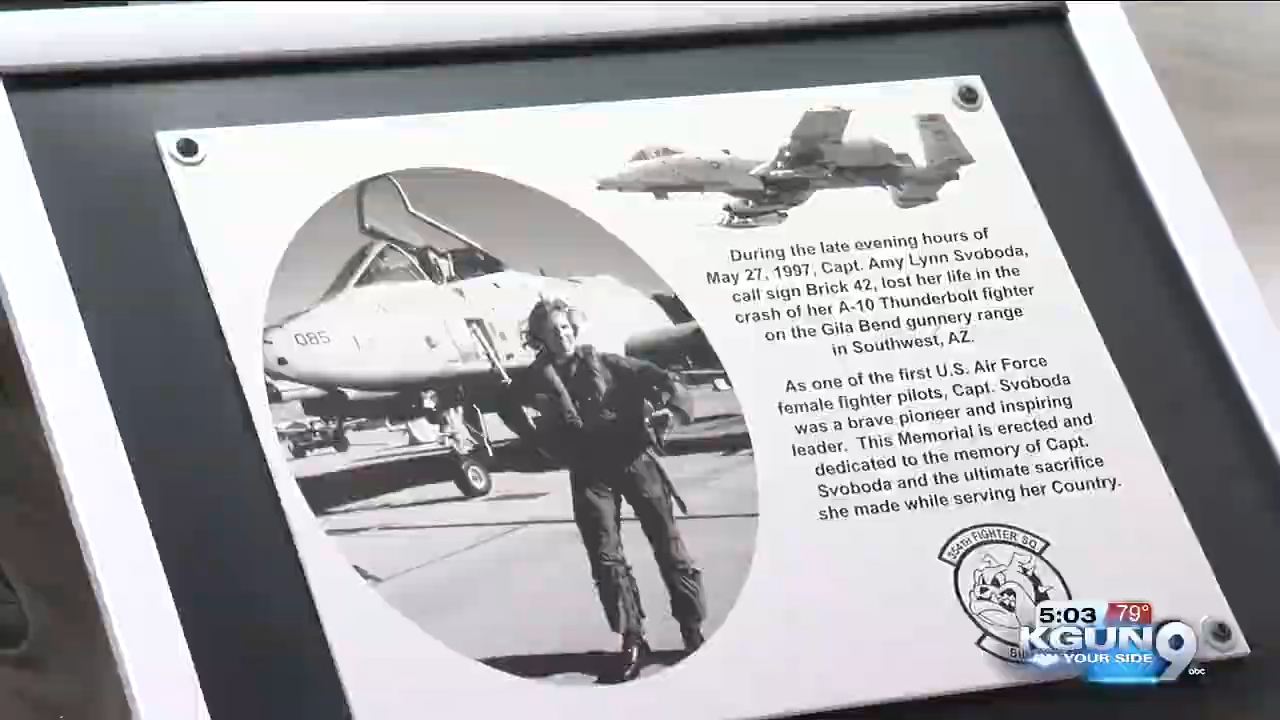 During the late evening hours of
May 27, 1997, Capt. Amy Lynn Svoboda,
call sign Brick 42, lost her life in the
crash of her A-10 Thunderbolt fighter
on the Gila Bend gunnery range
in Southwest, AZ.
As one of the first U.S. Air Force
female fighter pilots, Capt. Svoboda
was a brave pioneer and inspiring
leader. This Memorial is erected and
dedicated to the memory of Capt.
Svoboda and the ultimate sacrifice
she made while serving her Country.
085
354TH FIGHTER SQ
5:03 79°
KGUN9
ON YOUR SIDE
abc